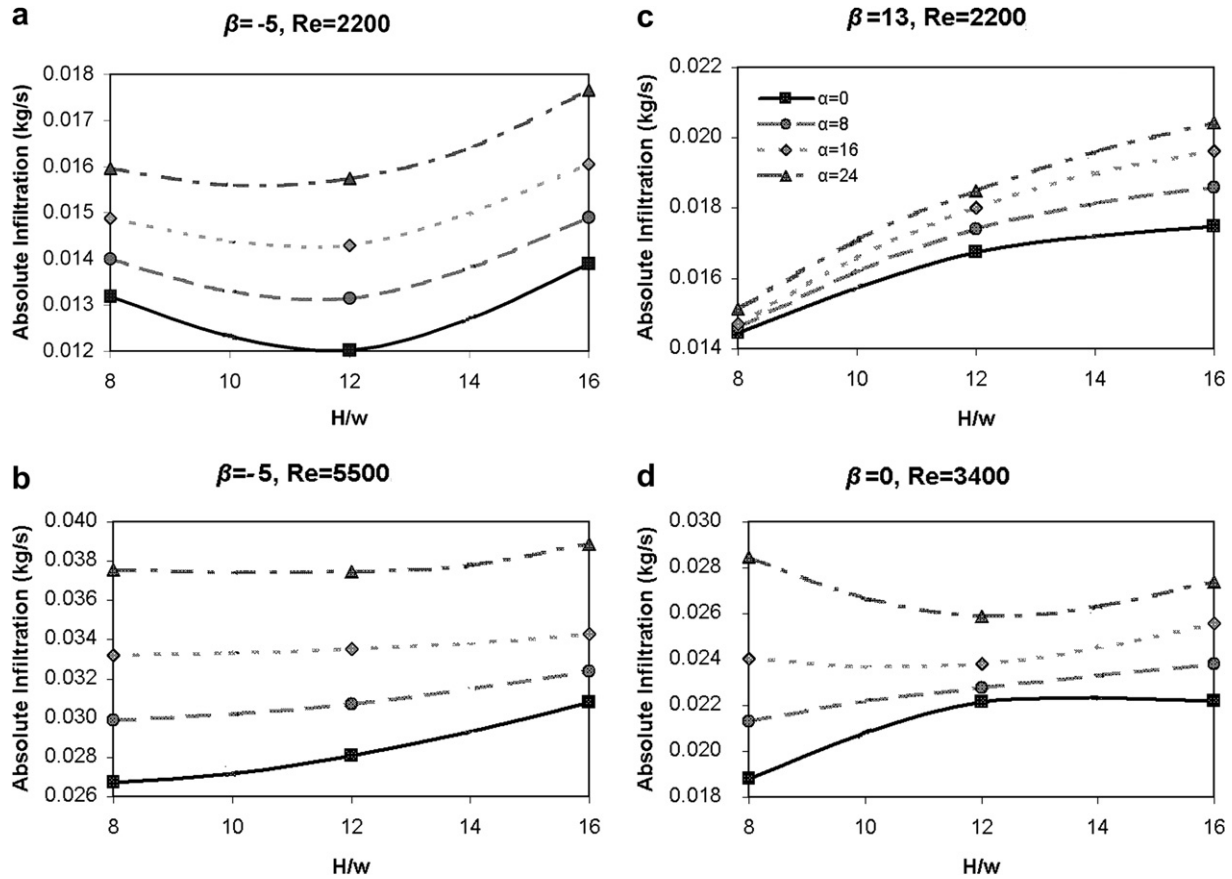 a
β= -5, Re=2200
Absolute Infiltration (kg/s)
0.018
0.017
0.016
0.015
0.014
0.013
0.012
8 10 12 14 16
H/w
c
β=13, Re=2200
Absolute Infiltration (kg/s)
0.022
0.020
0.018
0.016
0.014
α=0
α=8
α=16
α=24
8 10 12 14 16
H/w
b
β=-5, Re=5500
Absolute Infiltration (kg/s)
0.040
0.038
0.036
0.034
0.032
0.030
0.028
0.026
8 10 12 14 16
H/w
d
β=0, Re=3400
Absolute Infiltration (kg/s)
0.030
0.028
0.026
0.024
0.022
0.020
0.018
8 10 12 14 16
H/w